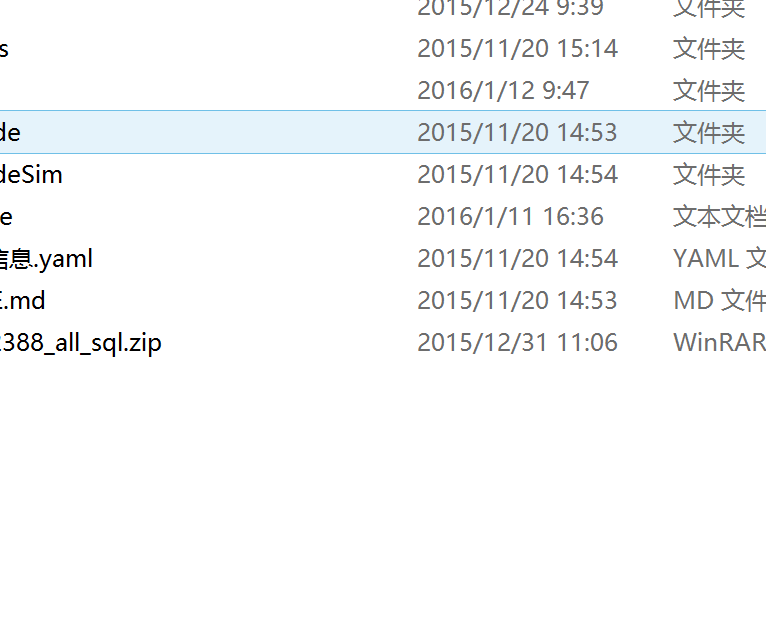 2015/12/24 9:39 文件夹
s 2015/11/20 15:14 文件夹
2016/1/12 9:47 文件夹
de 2015/11/20 14:53 文件夹
deSim 2015/11/20 14:54 文件夹
e 2016/1/11 16:36 文本文档
信息.yaml 2015/11/20 14:54 YAML 文
E.md 2015/11/20 14:53 MD 文件
2388_all_sql.zip 2015/12/31 11:06 WinRAR